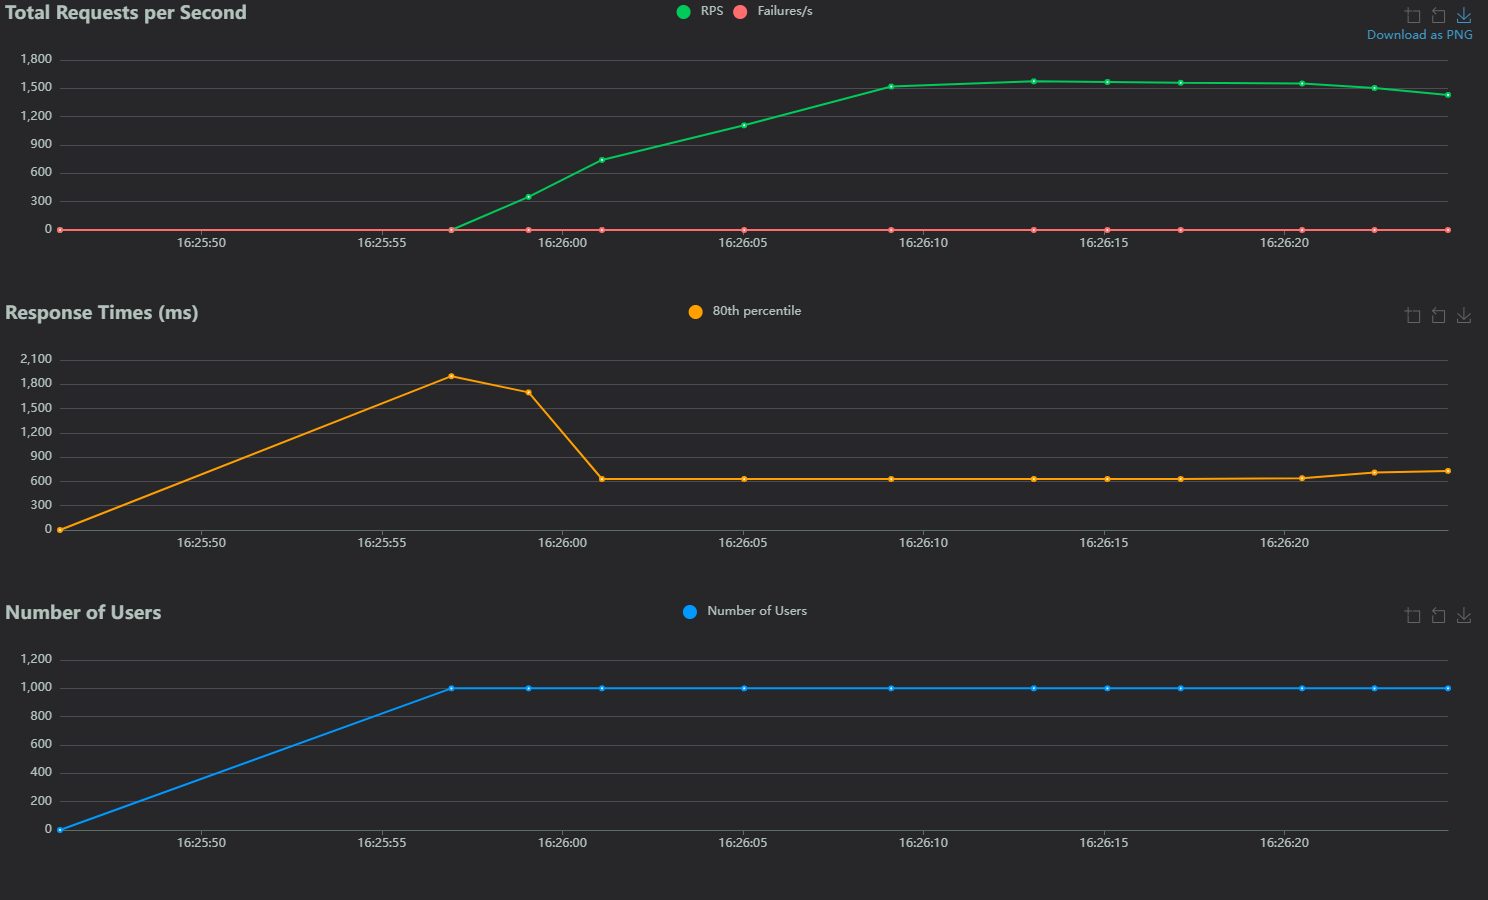 Total Requests per Second
RPS Failures/s
Download as PNG
1,800
1,500
1,200
900
600
300
0
16:25:50 16:25:55 16:26:00 16:26:05 16:26:10 16:26:15 16:26:20
Response Times (ms)
80th percentile
2,100
1,800
1,500
1,200
900
600
300
0
16:25:50 16:25:55 16:26:00 16:26:05 16:26:10 16:26:15 16:26:20
Number of Users
Number of Users
1,200
1,000
800
600
400
200
0
16:25:50 16:25:55 16:26:00 16:26:05 16:26:10 16:26:15 16:26:20